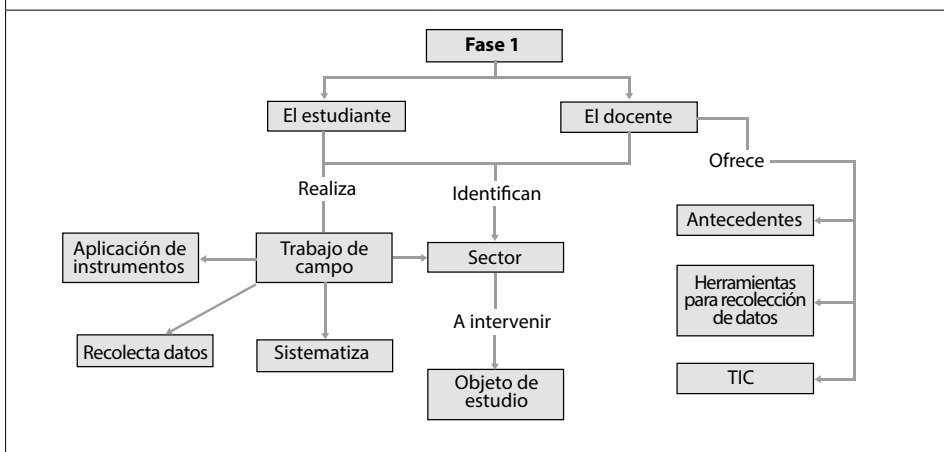 Fase 1
El estudiante
El docente
Ofrece
Realiza
Identifican
Antecedentes
Aplicación de
instrumentos
Trabajo de
campo
Sector
Herramientas
para recolección
de datos
A intervenir
Recolecta datos
Sistematiza
TIC
Objeto de
estudio